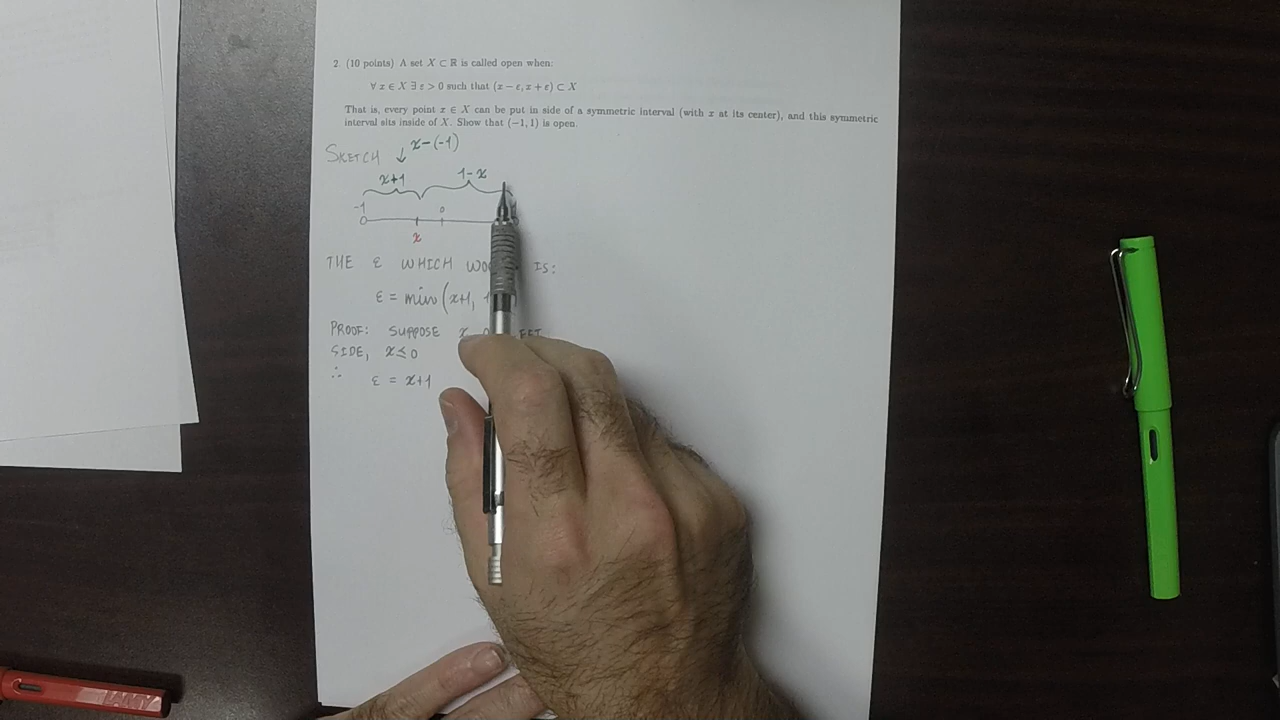 2. (10 points) A set X ⊂ ℝ is called open when:
∀ x ∈ X ∃ ε > 0 such that (x − ε, x + ε) ⊂ X
That is, every point x ∈ X can be put in side of a symmetric interval (with x at its center), and this symmetric
interval sits inside of X. Show that (−1, 1) is open.
SKETCH ↓ x-(-1)
x+1 1-x
-1 0
x
THE ε WHICH IS:
ε = min (x+1,
PROOF: SUPPOSE x
SIDE, x ≤ 0
∴ ε = x+1